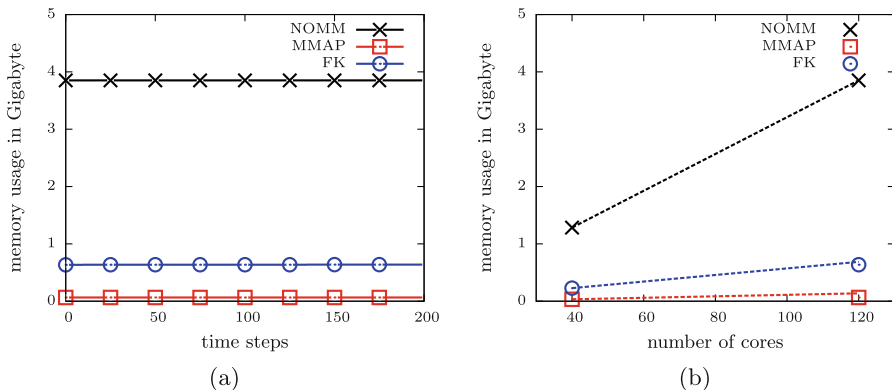 memory usage in Gigabyte
5
4
3
2
1
0
NOMM
MMAP
FK
0
50
100
150
200
time steps
(a)
memory usage in Gigabyte
5
4
3
2
1
0
NOMM
MMAP
FK
40
60
80
100
120
number of cores
(b)